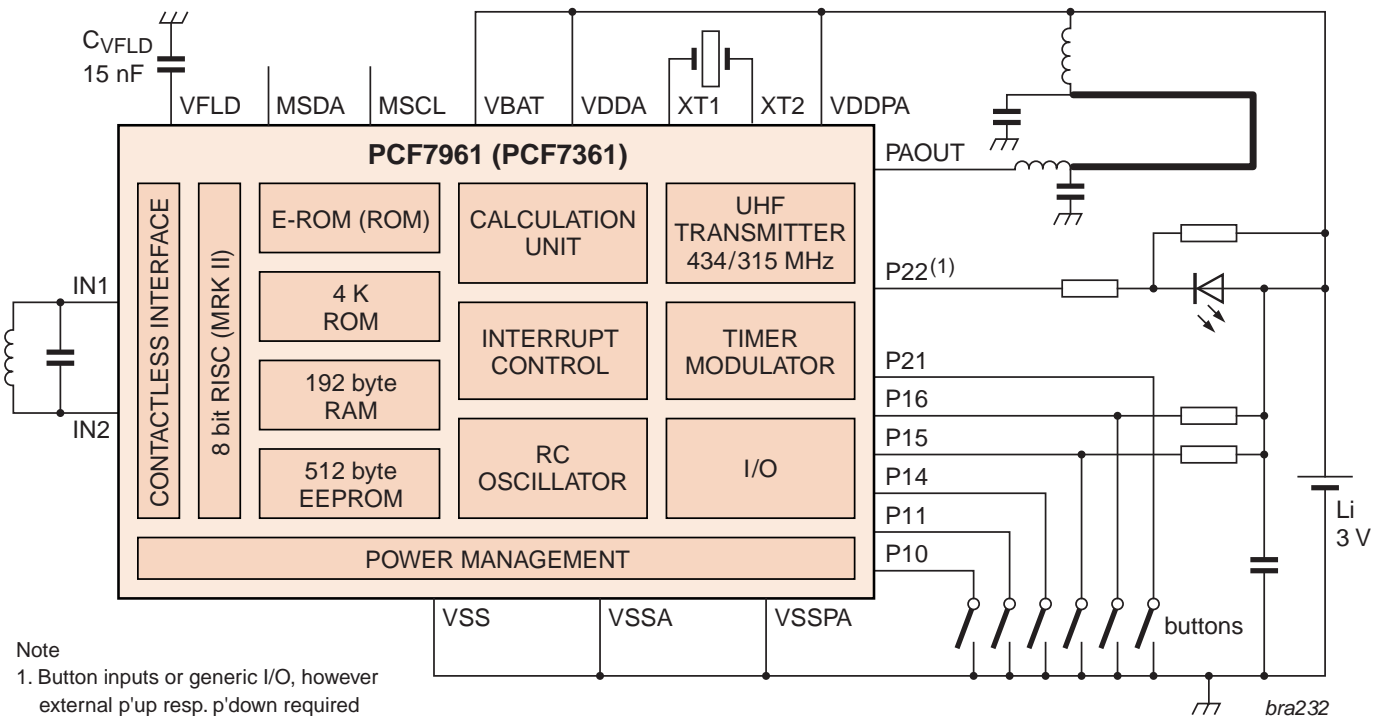 CVFLD
15 nF
VFLD
MSDA
MSCL
VBAT
VDDA
XT1
XT2
VDDPA
PCF7961 (PCF7361)
PAOUT
CONTACTLESS INTERFACE
8 bit RISC (MRK II)
E-ROM (ROM)
CALCULATION
UNIT
UHF
TRANSMITTER
434/315 MHz
P22(1)
IN1
4 K
ROM
INTERRUPT
CONTROL
TIMER
MODULATOR
P21
192 byte
RAM
P16
IN2
P15
512 byte
EEPROM
RC
OSCILLATOR
I/O
P14
Li
3 V
P11
POWER MANAGEMENT
P10
VSS
VSSA
VSSPA
buttons
Note
1. Button inputs or generic I/O, however
external p'up resp. p'down required
bra232